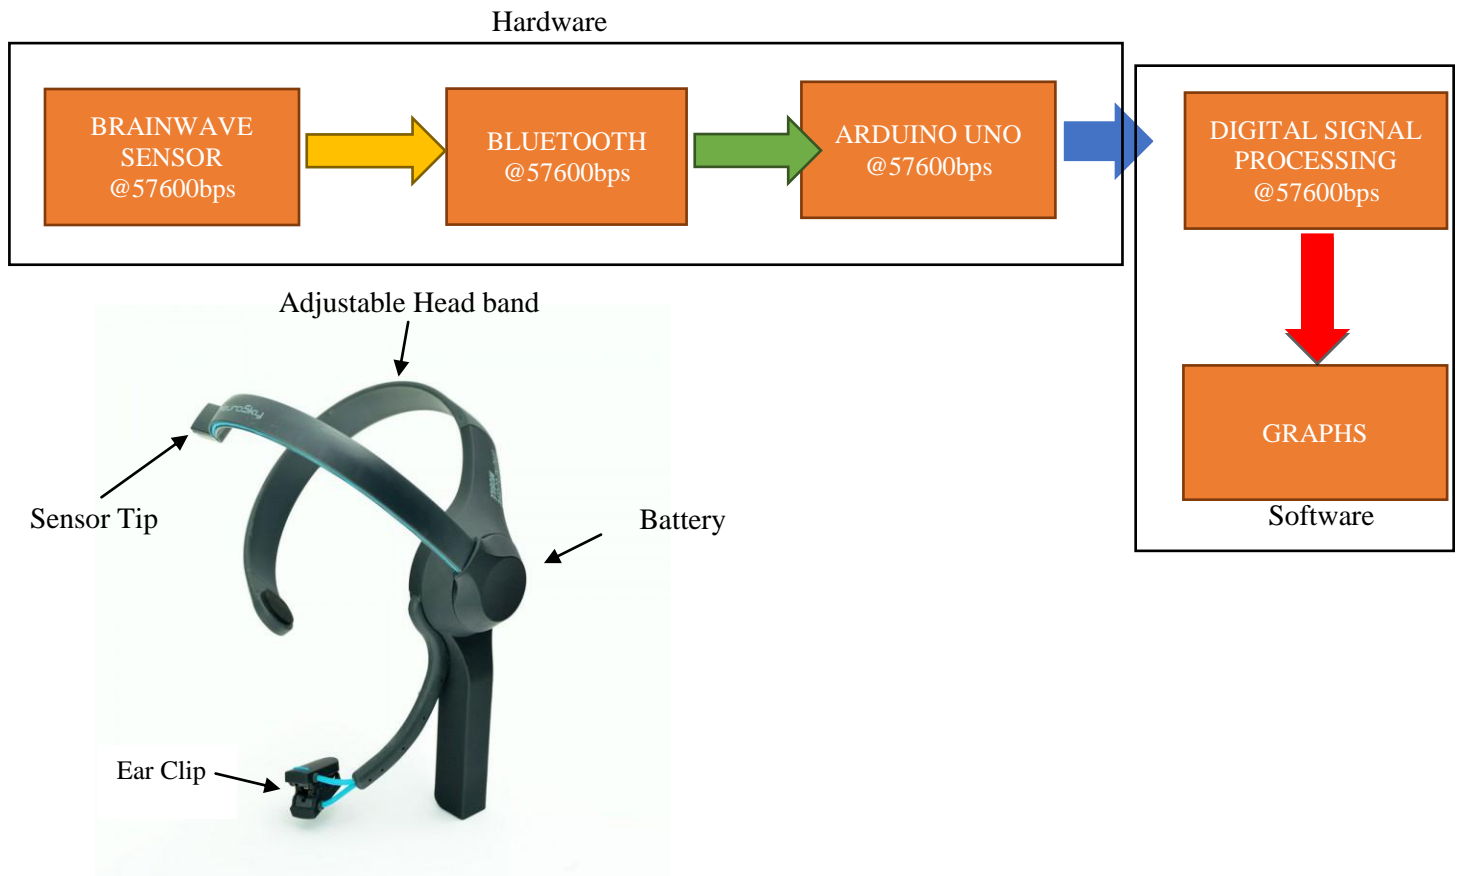 Hardware
BRAINWAVE
SENSOR
@57600bps
BLUETOOTH
@57600bps
ARDUINO UNO
@57600bps
DIGITAL SIGNAL
PROCESSING
@57600bps
GRAPHS
Software
Adjustable Head band
Sensor Tip
Battery
Ear Clip